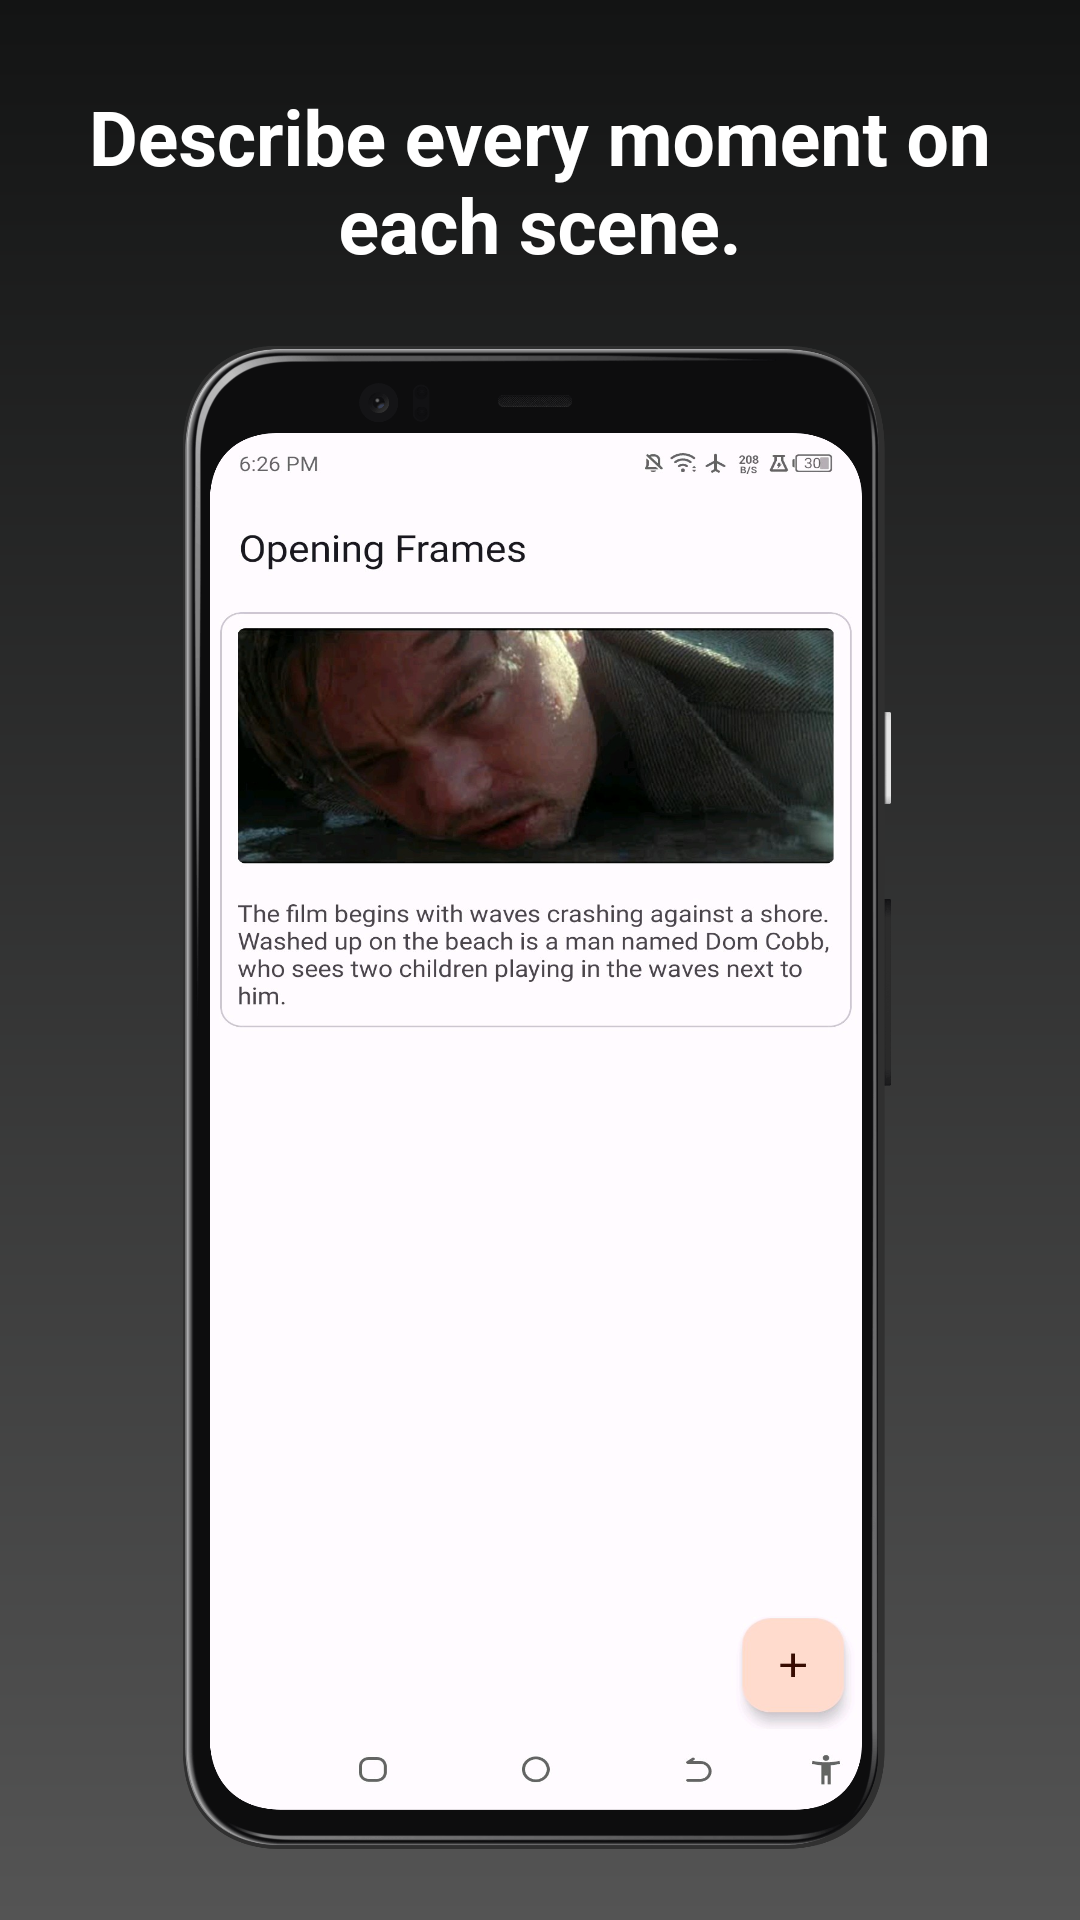 Describe every moment on
each scene.
6:26 PM
208
B/S
30
Opening Frames
The film begins with waves crashing against a shore.
Washed up on the beach is a man named Dom Cobb,
who sees two children playing in the waves next to
him.